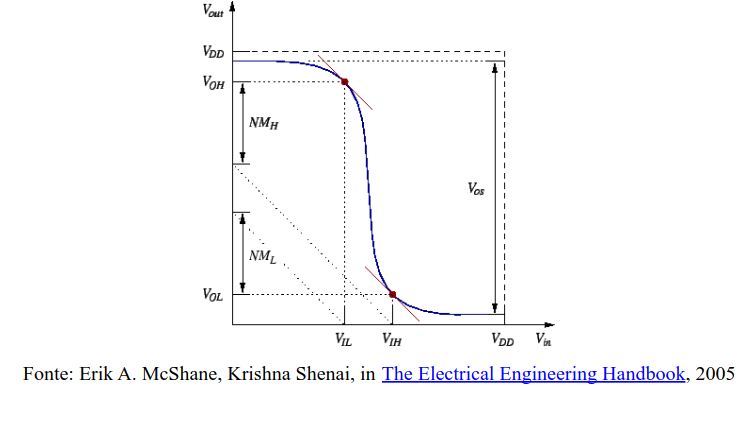 Vout
VDD
VOH
NMH
Vos
NML
VOL
VIL VIH VDD Vin
Fonte: Erik A. McShane, Krishna Shenai, in The Electrical Engineering Handbook, 2005